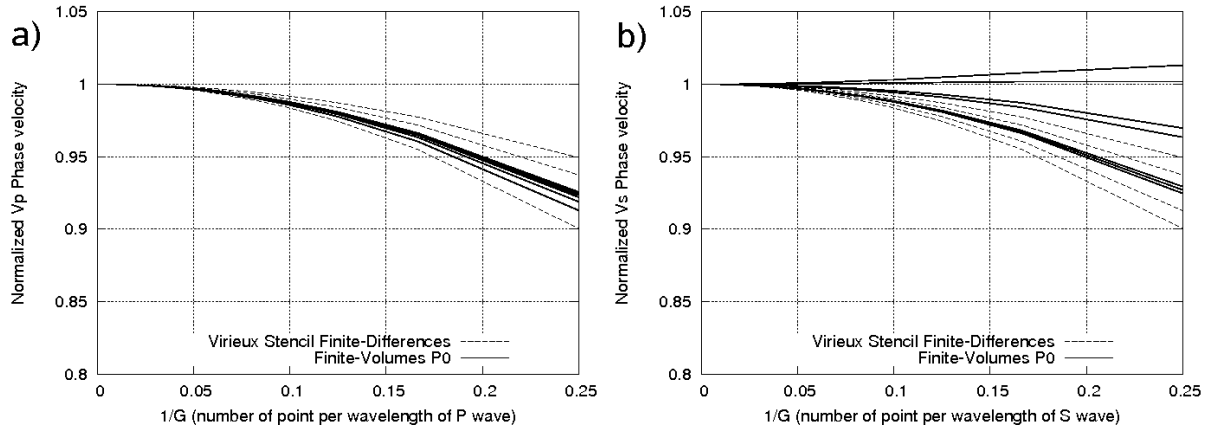 a)
1.05
1
0.95
0.9
0.85
0.8
Normalized Vp Phase velocity
Virieux Stencil Finite-Differences
Finite-Volumes P0
0
0.05
0.1
0.15
0.2
0.25
1/G (number of point per wavelength of P wave)
b)
1.05
1
0.95
0.9
0.85
0.8
Normalized Vs Phase velocity
Virieux Stencil Finite-Differences
Finite-Volumes P0
0
0.05
0.1
0.15
0.2
0.25
1/G (number of point per wavelength of S wave)